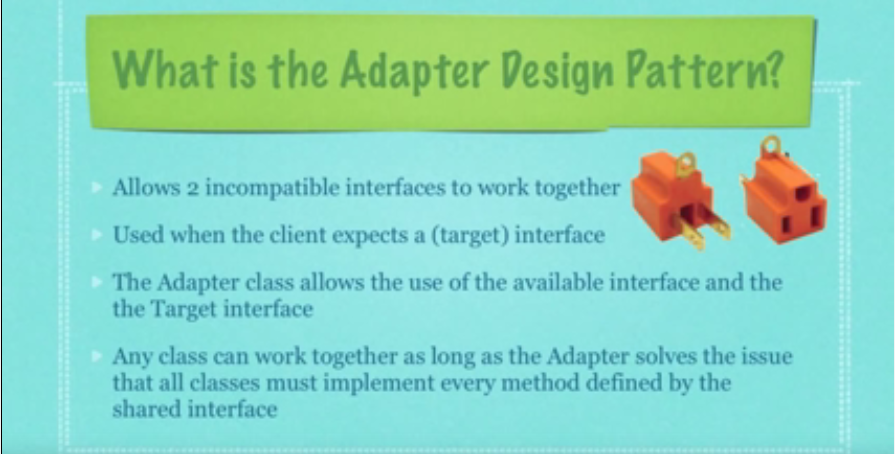 What is the Adapter Design Pattern?
Allows 2 incompatible interfaces to work together
Used when the client expects a (target) interface
The Adapter class allows the use of the available interface and the
the Target interface
Any class can work together as long as the Adapter solves the issue
that all classes must implement every method defined by the
shared interface